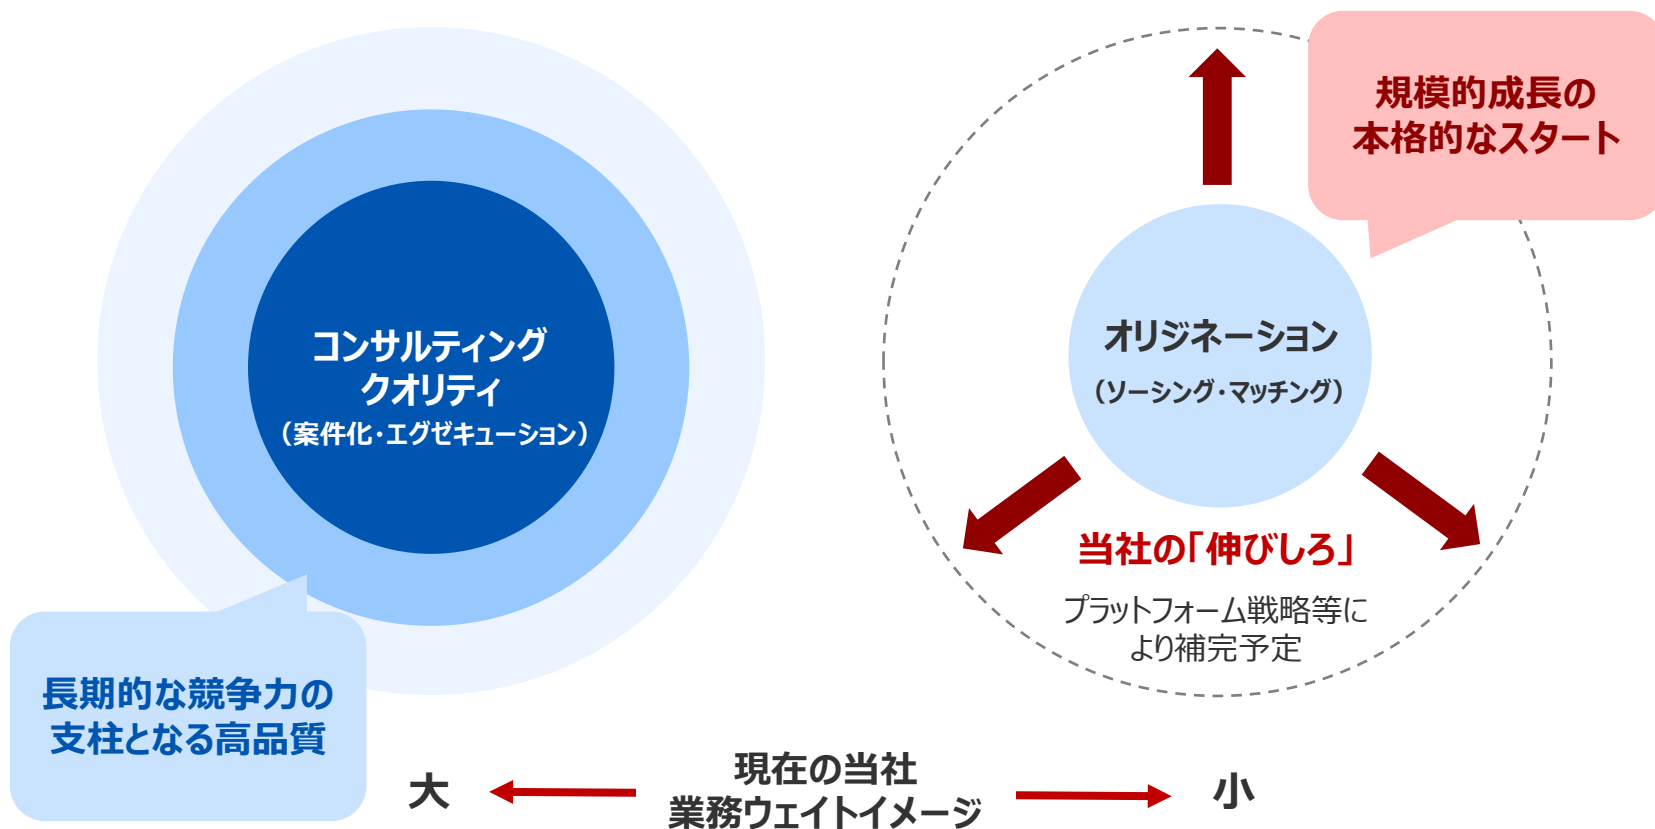 コンサルティング
クオリティ
（案件化・エグゼキューション）
長期的な競争力の
支柱となる高品質
規模的成長の
本格的なスタート
オリジネーション
（ソーシング・マッチング）
当社の「伸びしろ」
プラットフォーム戦略等に
より補完予定
大
現在の当社
業務ウェイトイメージ
小